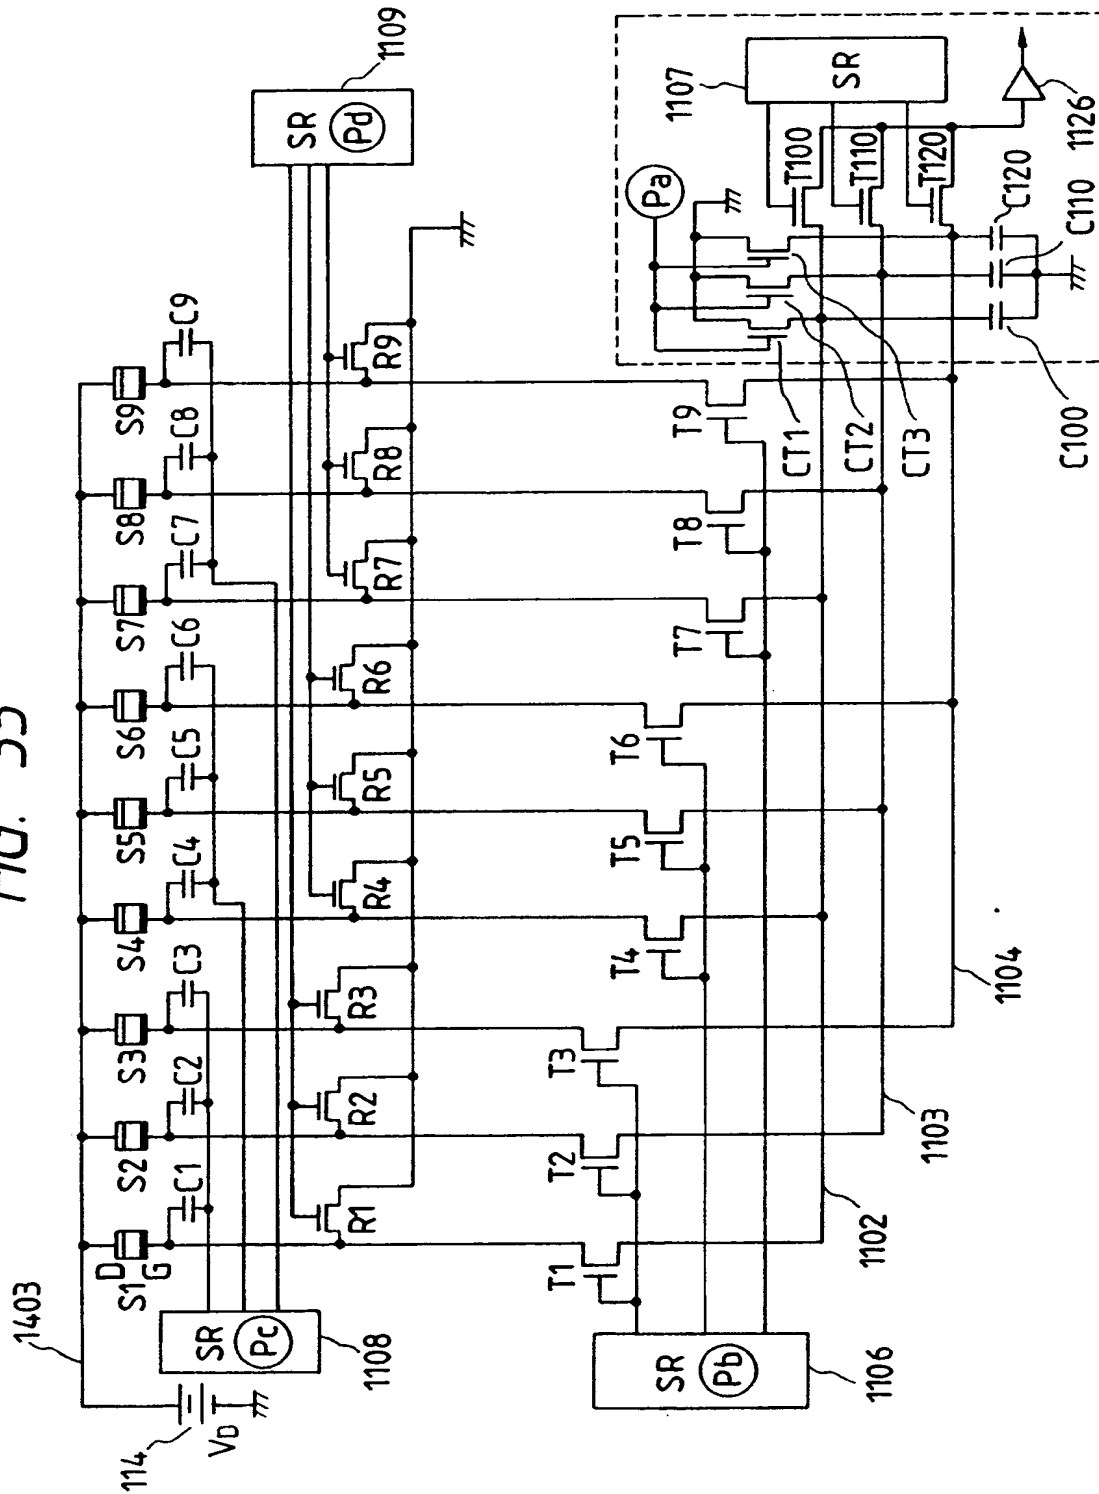 FIG.
1403
114
VD
S1
D
G
S2
S3
S4
S5
S6
S7
S8
S9
C1
C2
C3
C4
C5
C6
C7
C8
C9
SR
Pc
1108
SR
Pd
1109
R1
R2
R3
R4
R5
R6
R7
R8
R9
T1
T2
T3
T4
T5
T6
T7
T8
T9
SR
Pb
1106
1102
1103
1104
Pa
1107
SR
T100
T110
T120
CT1
CT2
CT3
C100
C110
C120
1126